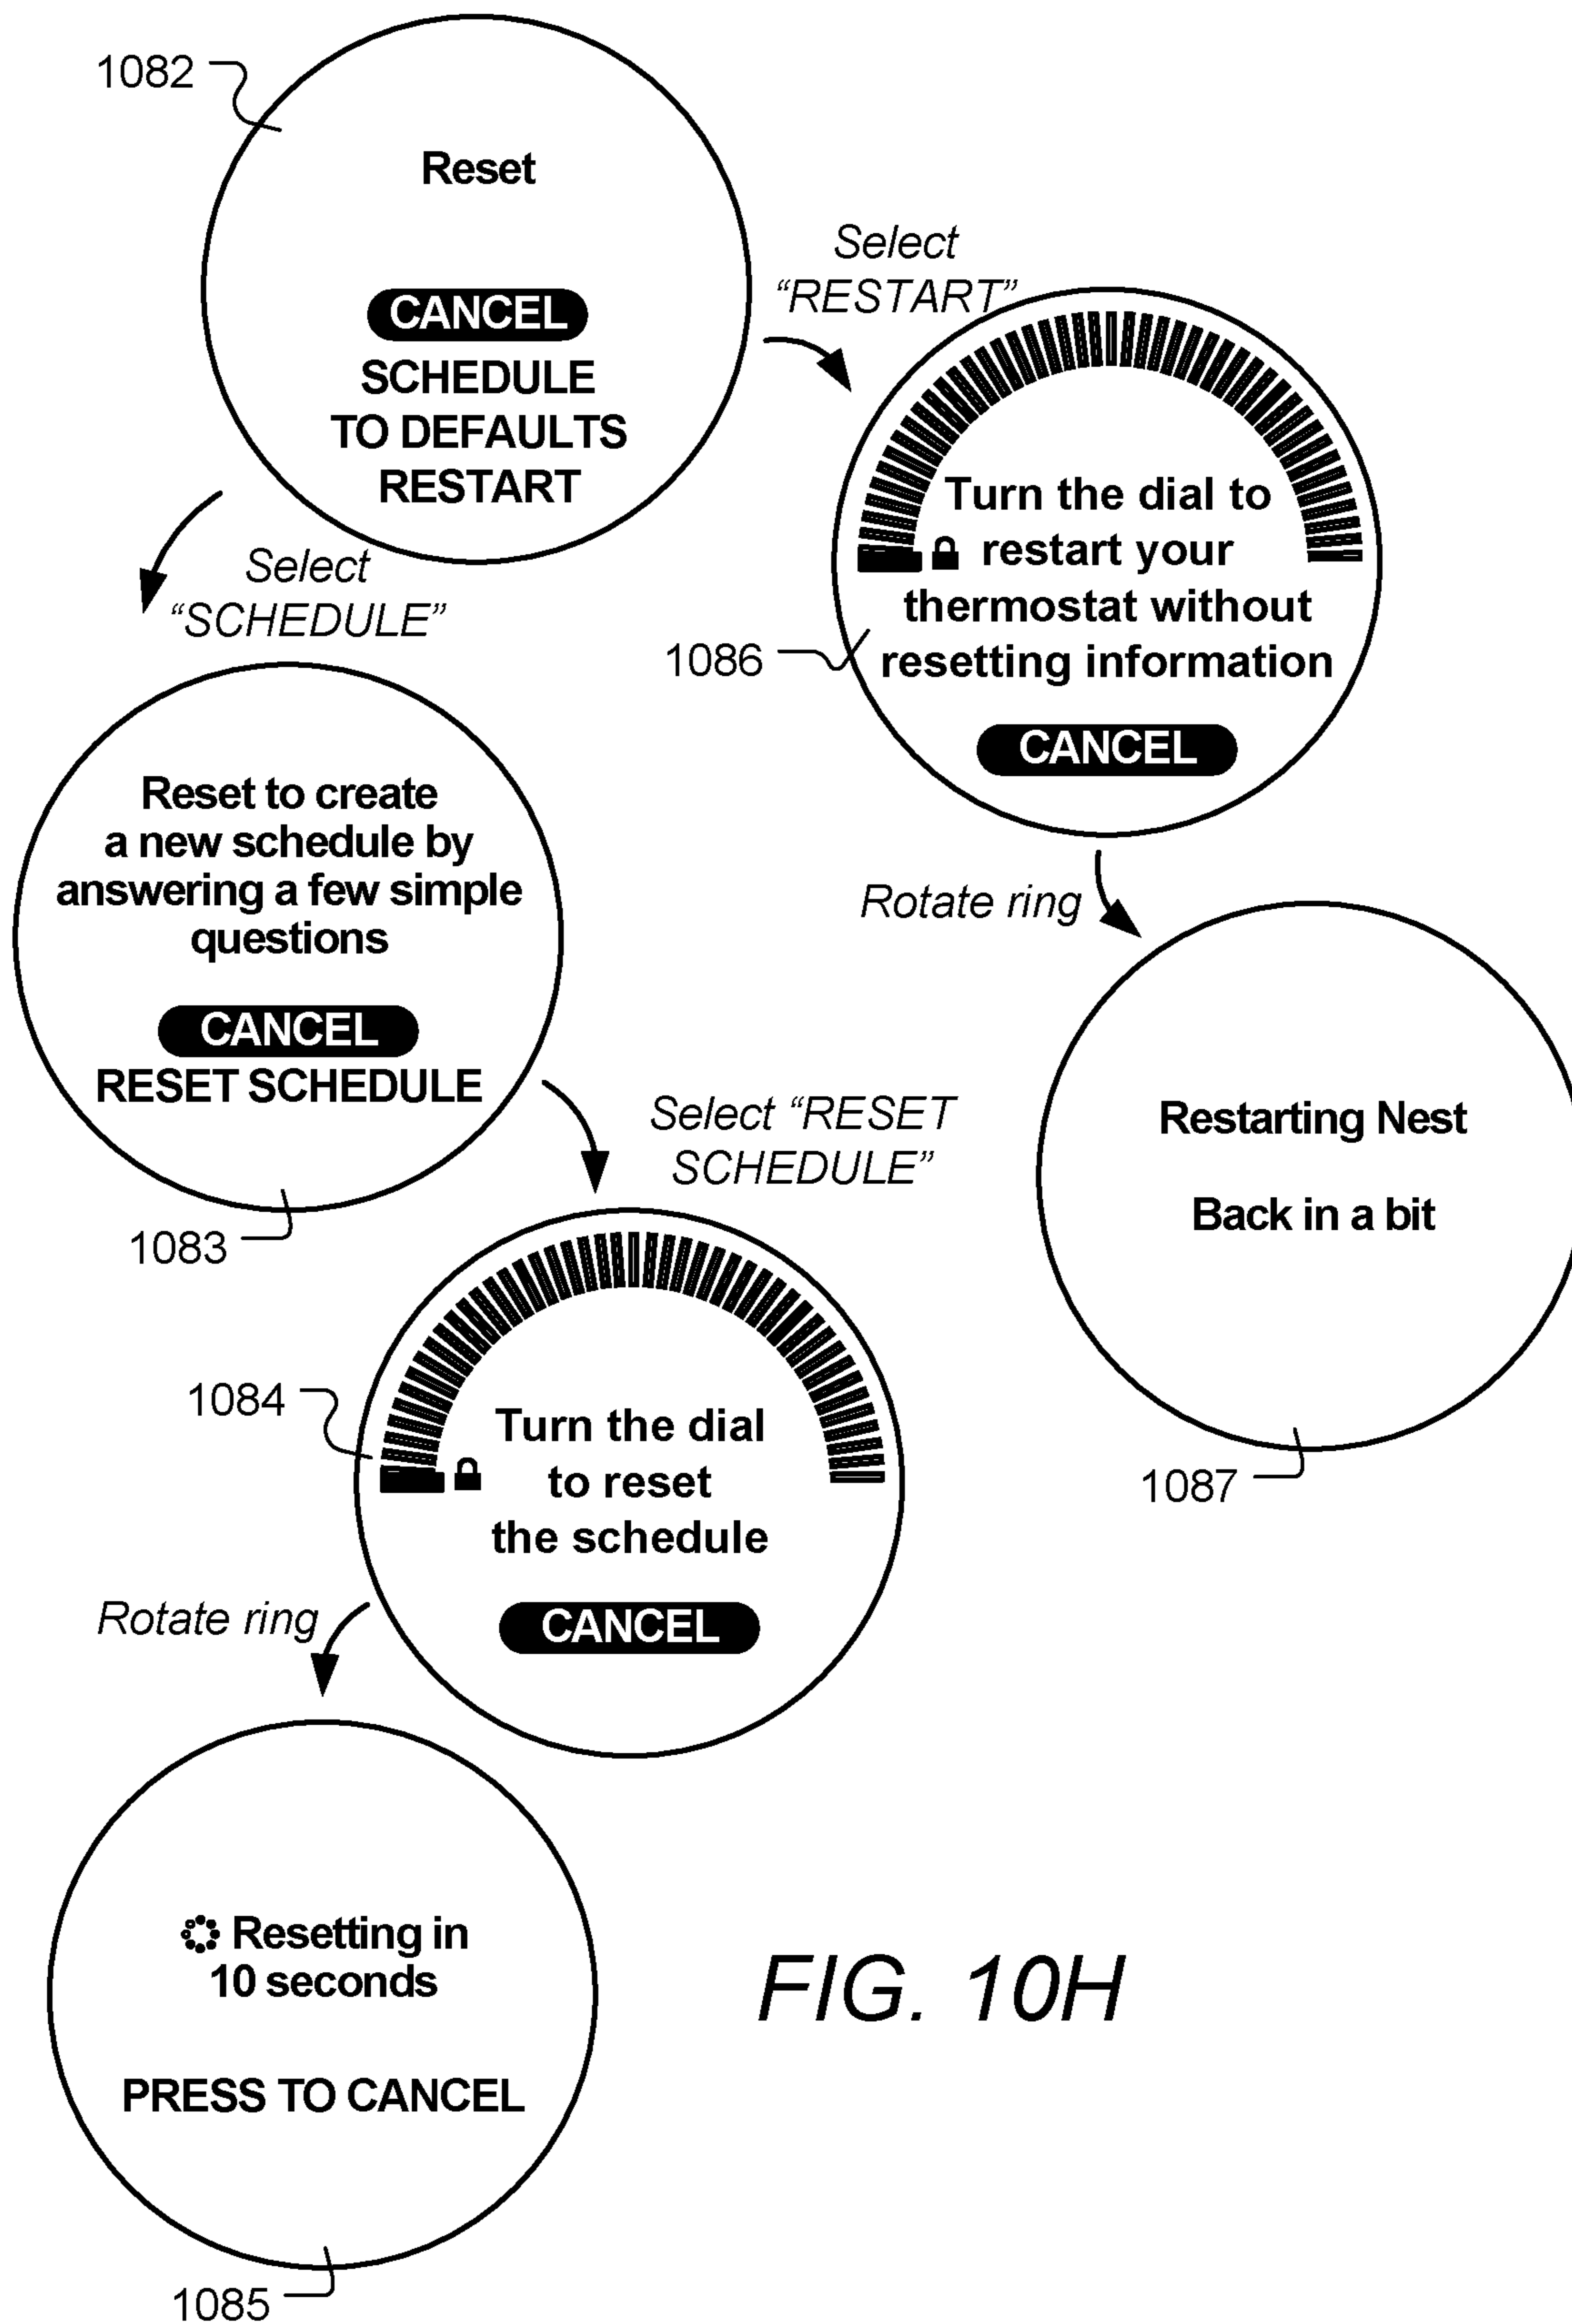 1082
Reset
CANCEL
SCHEDULE
TO DEFAULTS
RESTART
Select
“RESTART”
Select
“SCHEDULE”
Turn the dial to
restart your
thermostat without
resetting information
CANCEL
1086
Reset to create
a new schedule by
answering a few simple
questions
CANCEL
RESET SCHEDULE
1083
Rotate ring
Restarting Nest
Back in a bit
1087
Select “RESET
SCHEDULE”
1084
Turn the dial
to reset
the schedule
CANCEL
Rotate ring
Resetting in
10 seconds
PRESS TO CANCEL
1085
FIG. 10H